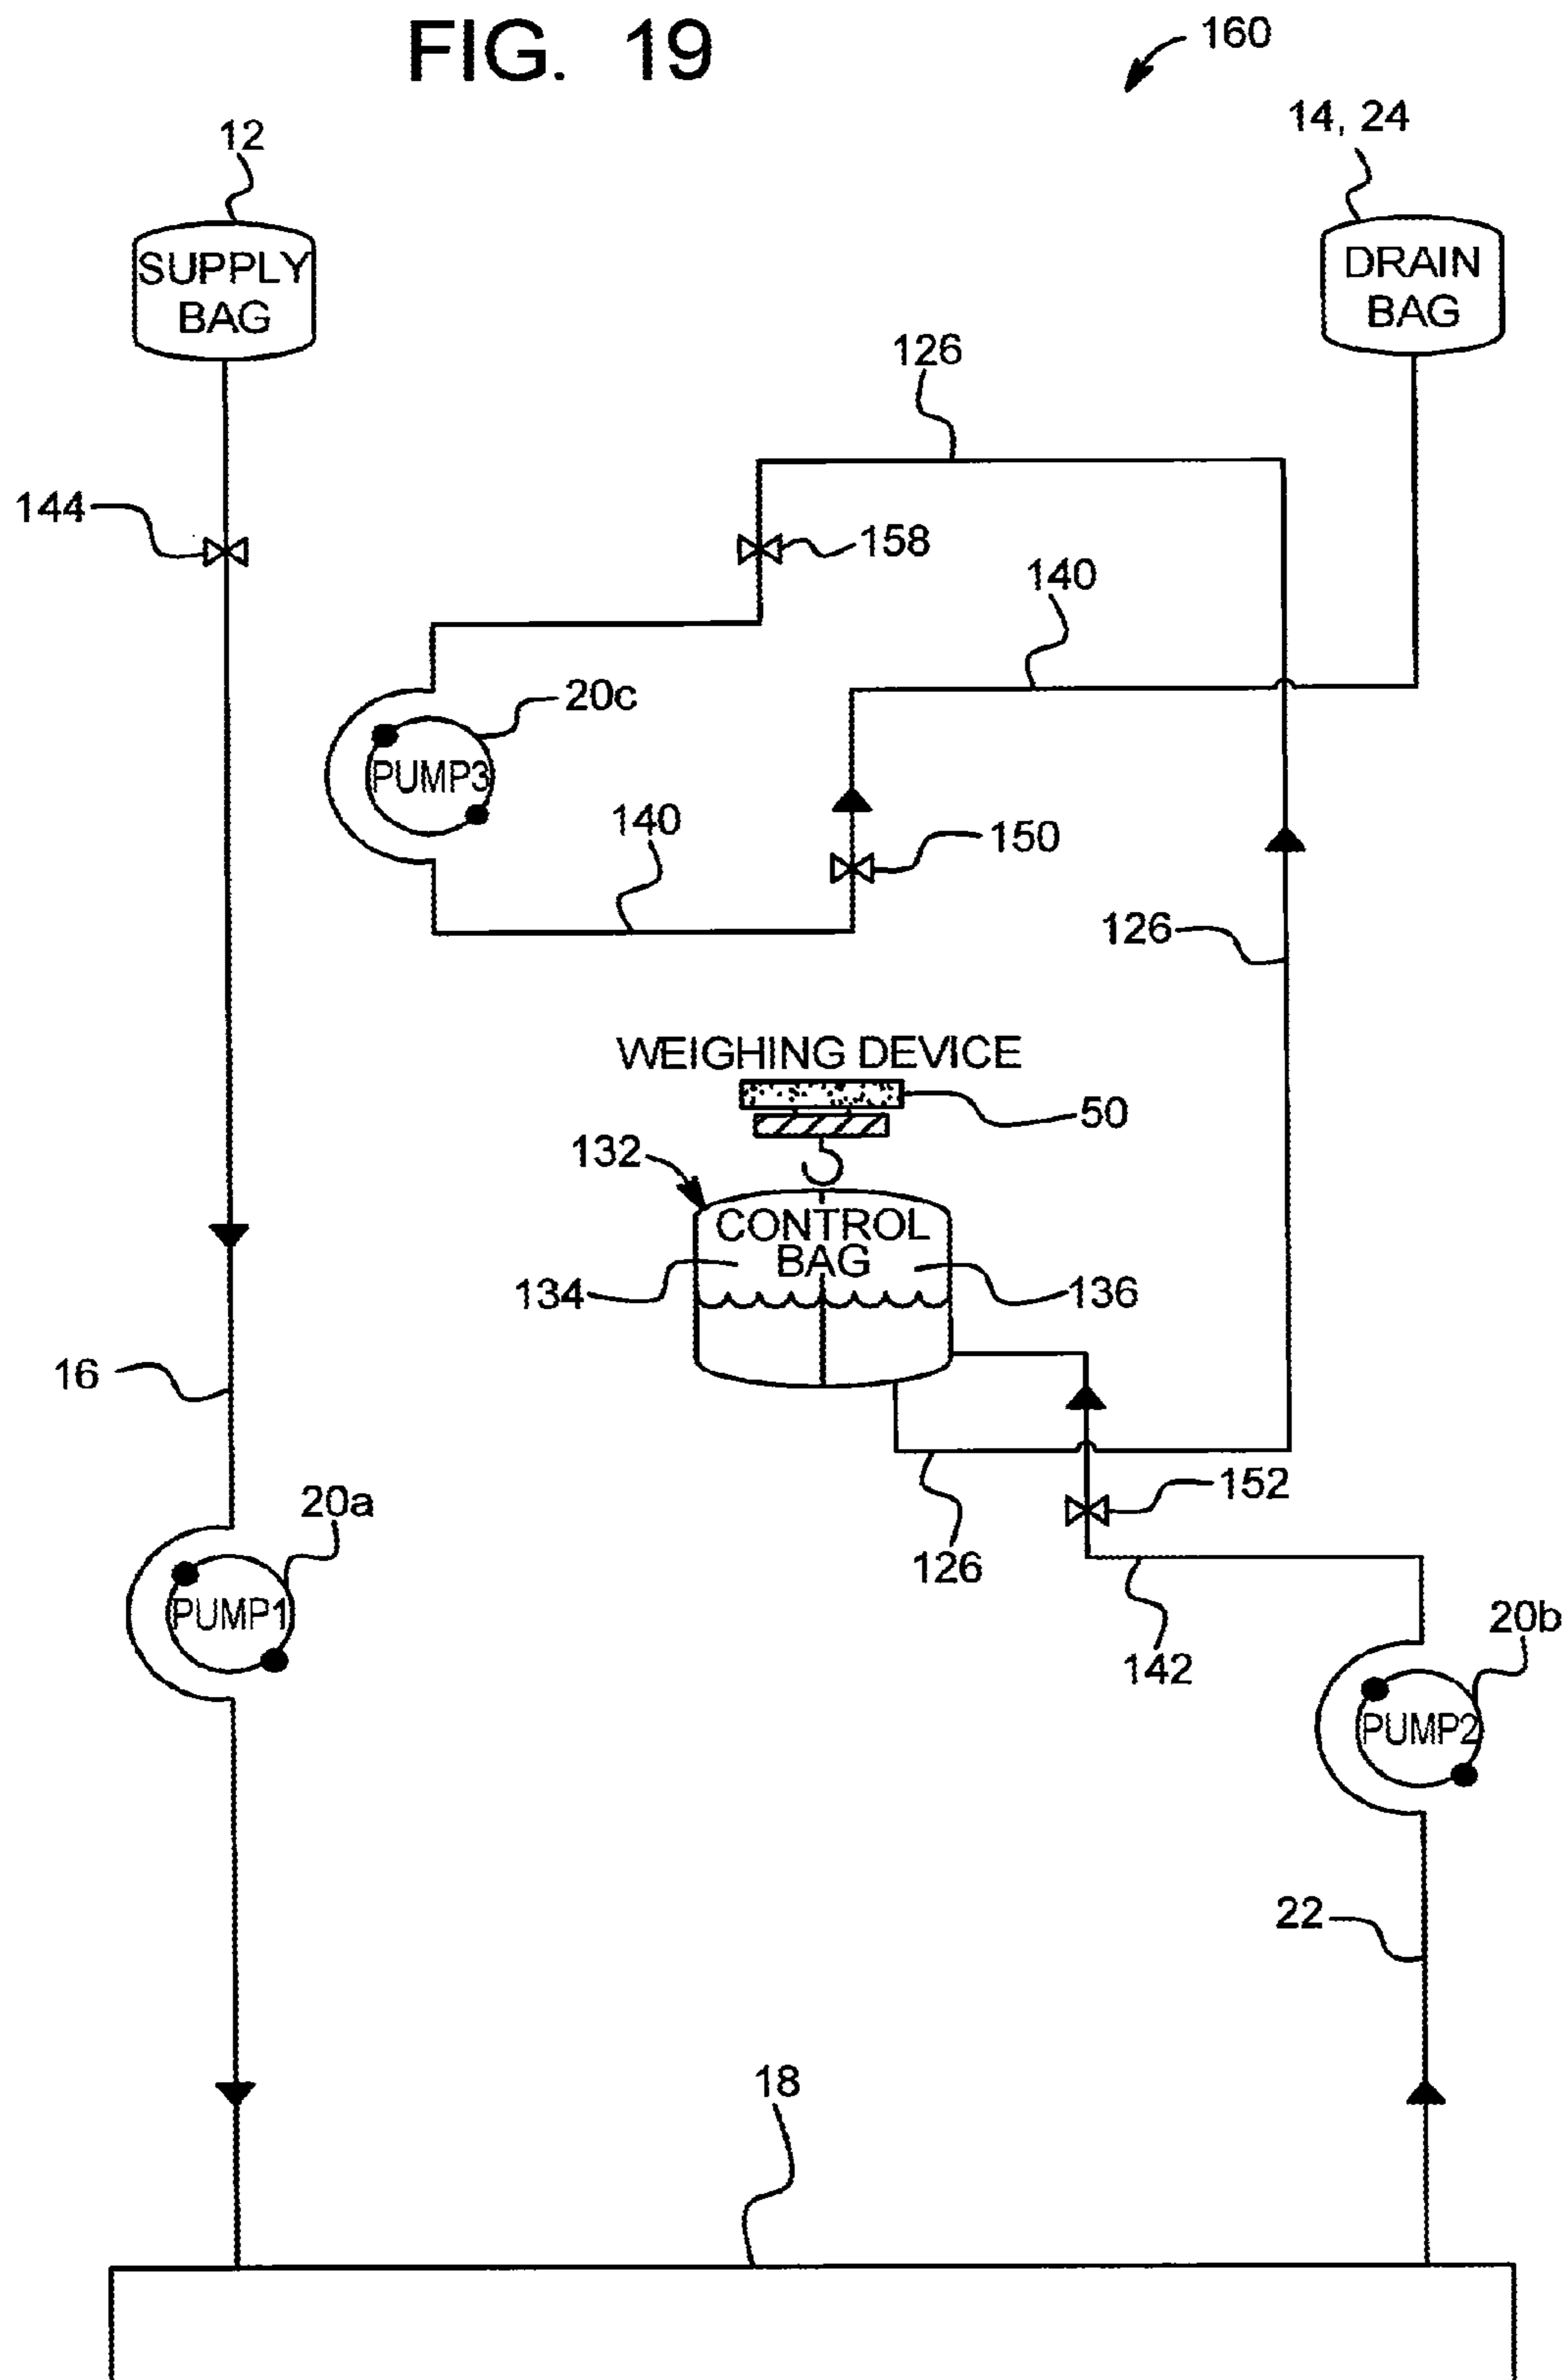 FIG. 19
160
12
14, 24
SUPPLY
BAG
DRAIN
BAG
126
144
158
140
20c
PUMP3
140
150
126
WEIGHING DEVICE
50
132
CONTROL
BAG
134
136
16
20a
152
126
PUMP1
142
20b
PUMP2
22
18